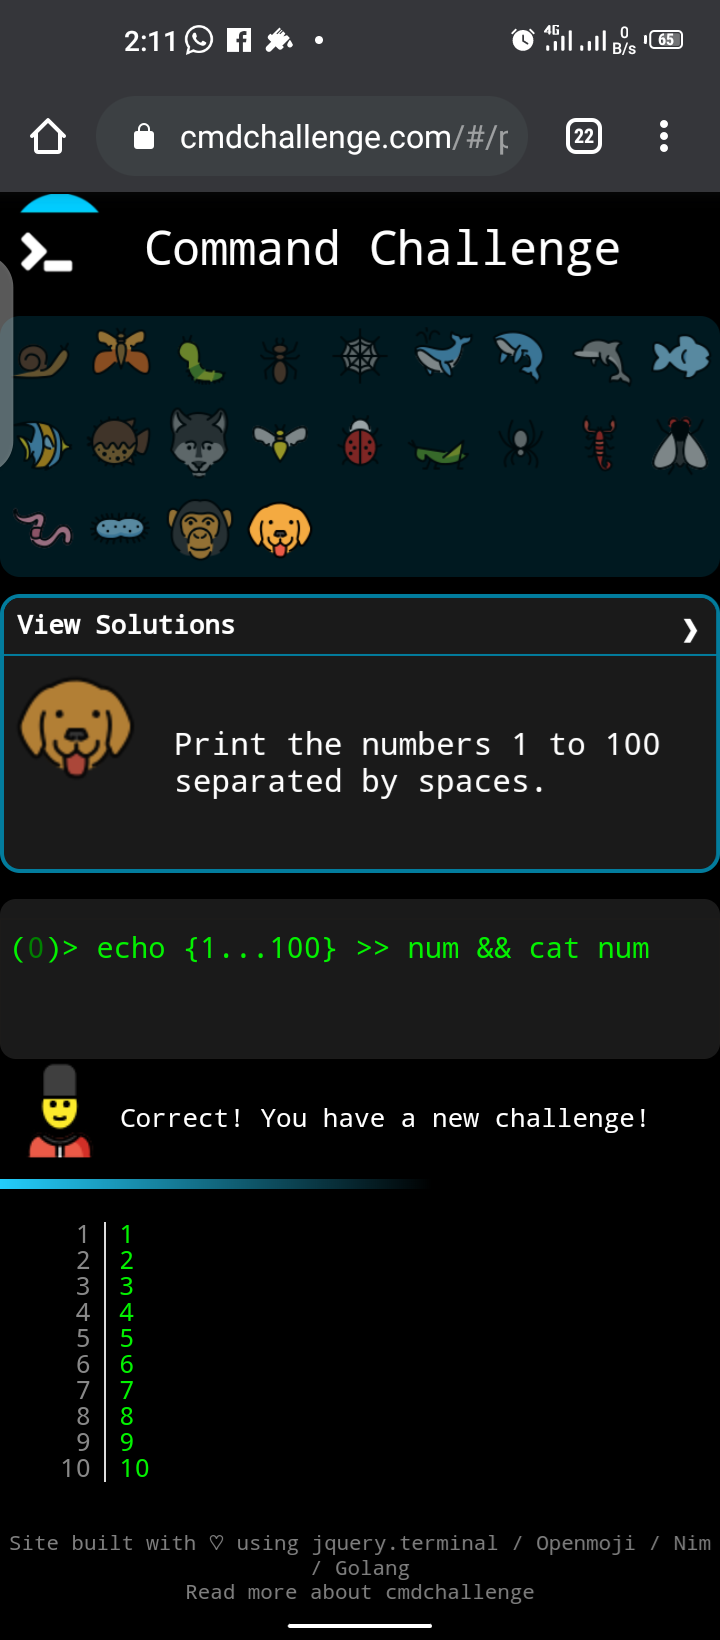 2:11
4G
0
B/s
65
cmdchallenge.com/#/p
22
Command Challenge
View Solutions
Print the numbers 1 to 100
separated by spaces.
(0)> echo {1...100} >> num && cat num
Correct! You have a new challenge!
1 1
2 2
3 3
4 4
5 5
6 6
7 7
8 8
9 9
10 10
Site built with ♡ using jquery.terminal / Openmoji / Nim
/ Golang
Read more about cmdchallenge